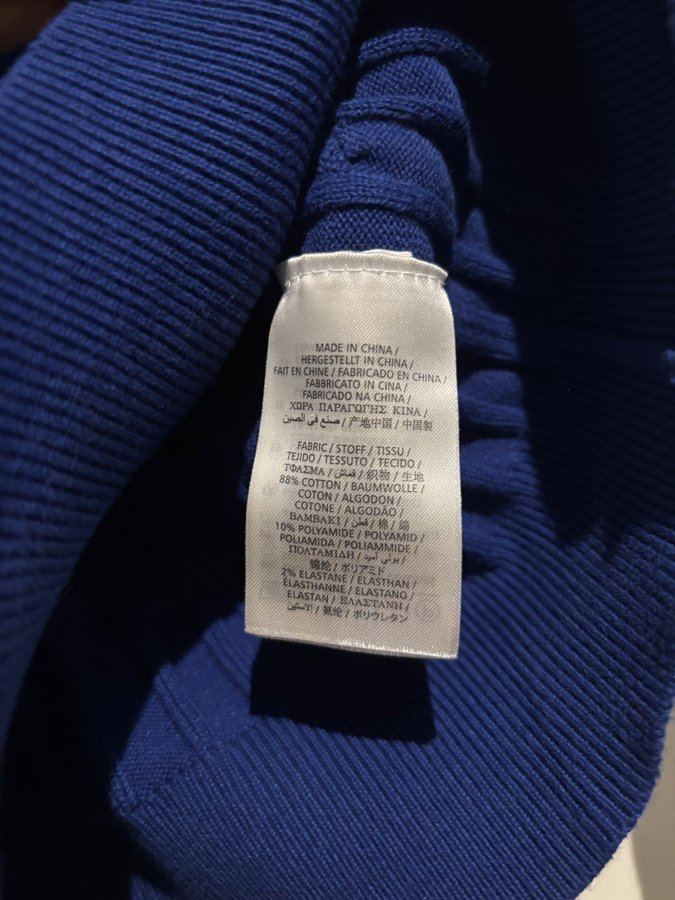 MADE IN CHINA /
HERGESTELLT IN CHINA /
FAIT EN CHINE / FABRICADO EN CHINA /
FABBRICATO IN CINA /
FABRICADO NA CHINA /
ΧΩΡΑ ΠΑΡΑΓΩΓΗΣ ΚΙΝΑ /
صنع في الصين / 产地中国 / 中国製
FABRIC / STOFF / TISSU /
TEJIDO / TESSUTO / TECIDO /
ΤΦΑΣΜΑ / قماش / 织物 / 生地
88% COTTON / BAUMWOLLE /
COTON / ALGODON /
COTONE / ALGODÃO /
ΒΑΜΒΑΚΙ / قطن / 棉 / 綿
10% POLYAMIDE / POLYAMID /
POLIAMIDA / POLIAMMIDE /
ΠΟΛΤΑΜΙΔΗ / بولي أميد /
锦纶 / ポリアミド
2% ELASTANE / ELASTHAN /
ELASTHANNE / ELASTANO /
ELASTAN / ΕΛΑΣΤΑΝΗ /
الاستين / 氨纶 / ポリウレタン